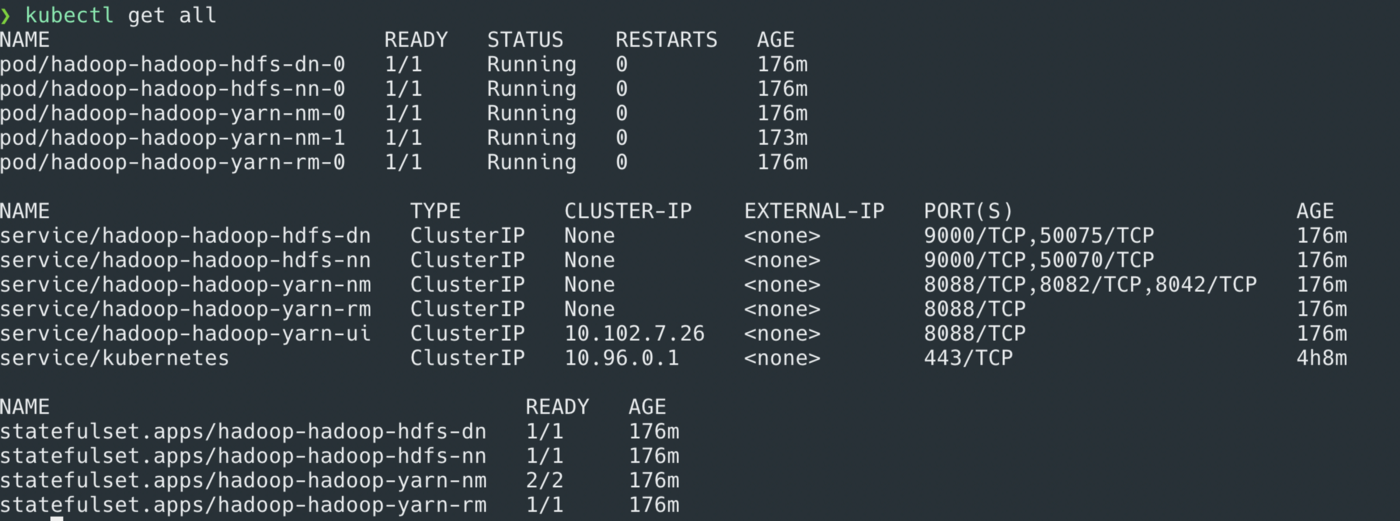 ❯ kubectl get all
NAME READY STATUS RESTARTS AGE
pod/hadoop-hadoop-hdfs-dn-0 1/1 Running 0 176m
pod/hadoop-hadoop-hdfs-nn-0 1/1 Running 0 176m
pod/hadoop-hadoop-yarn-nm-0 1/1 Running 0 176m
pod/hadoop-hadoop-yarn-nm-1 1/1 Running 0 173m
pod/hadoop-hadoop-yarn-rm-0 1/1 Running 0 176m
NAME TYPE CLUSTER-IP EXTERNAL-IP PORT(S) AGE
service/hadoop-hadoop-hdfs-dn ClusterIP None <none> 9000/TCP,50075/TCP 176m
service/hadoop-hadoop-hdfs-nn ClusterIP None <none> 9000/TCP,50070/TCP 176m
service/hadoop-hadoop-yarn-nm ClusterIP None <none> 8088/TCP,8082/TCP,8042/TCP 176m
service/hadoop-hadoop-yarn-rm ClusterIP None <none> 8088/TCP 176m
service/hadoop-hadoop-yarn-ui ClusterIP 10.102.7.26 <none> 8088/TCP 176m
service/kubernetes ClusterIP 10.96.0.1 <none> 443/TCP 4h8m
NAME READY AGE
statefulset.apps/hadoop-hadoop-hdfs-dn 1/1 176m
statefulset.apps/hadoop-hadoop-hdfs-nn 1/1 176m
statefulset.apps/hadoop-hadoop-yarn-nm 2/2 176m
statefulset.apps/hadoop-hadoop-yarn-rm 1/1 176m